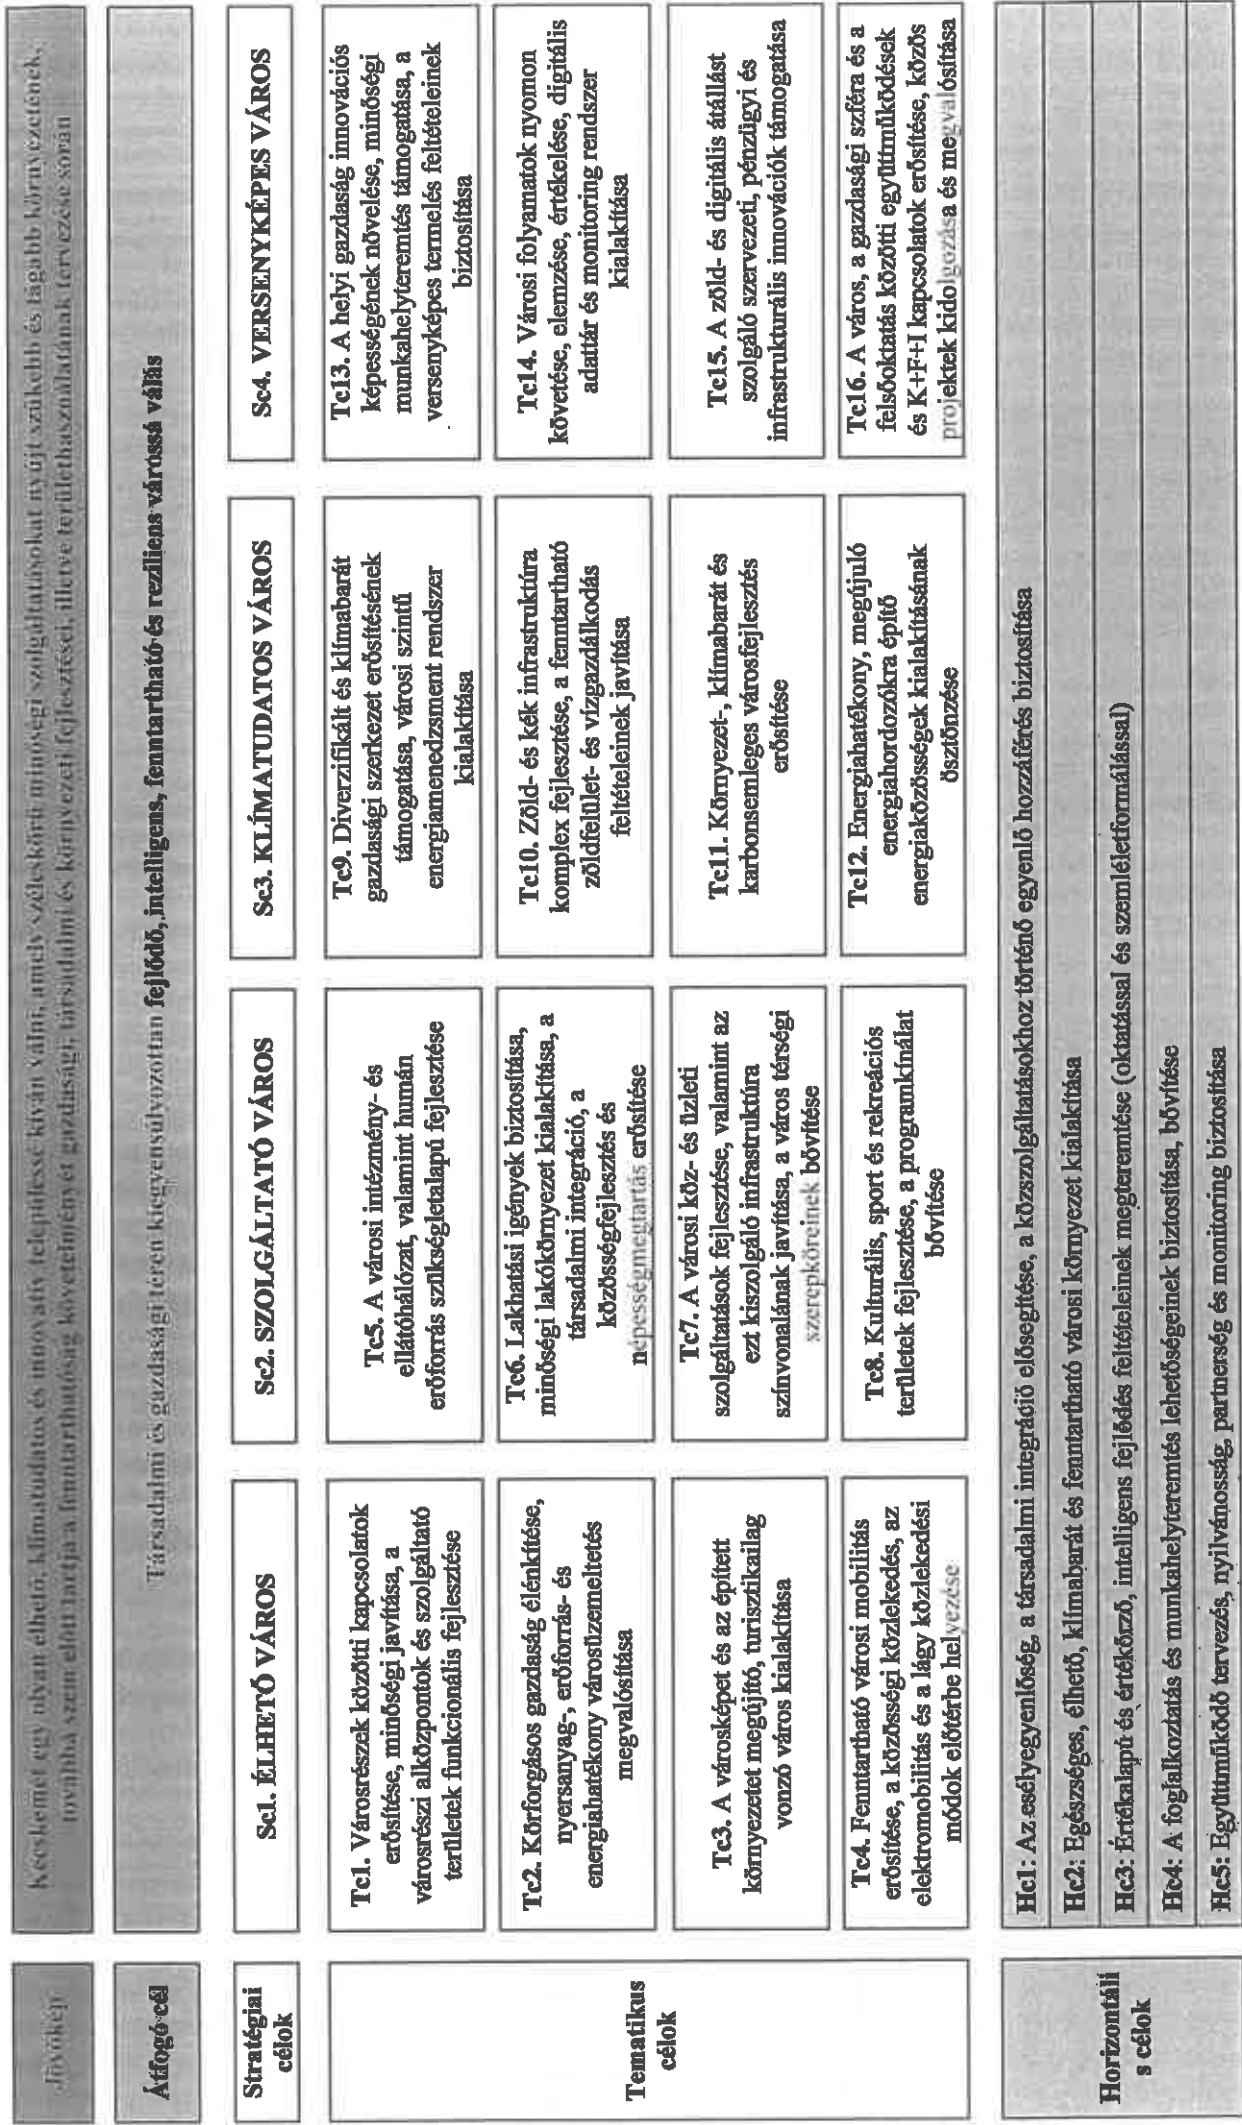 Jövőkép
Kecskemét egy olyan élhető, klímatudatos és innovatív településsé kíván válni, amely széleskörű minőségi szolgáltatásokat nyújt szűkebb és tágabb környezetének,
továbbá szem előtt tartja a fenntarthatóság követelményét gazdasági, társadalmi és környezeti fejlesztései, illetve területhasználatának tervezése során
Átfogó cél
Társadalmi és gazdasági téren kiegyensúlyozottan fejlődő, intelligens, fenntartható és reziliens várossá válás
Stratégiai
célok
Sc1. ÉLHETŐ VÁROS
Sc2. SZOLGÁLTATÓ VÁROS
Sc3. KLÍMATUDATOS VÁROS
Sc4. VERSENYKÉPES VÁROS
Tematikus
célok
Tc1. Városrészek közötti kapcsolatok
erősítése, minőségi javítása, a
városrészi alközpontok és szolgáltató
területek funkcionális fejlesztése
Tc5. A városi intézmény- és
ellátóhálózat, valamint humán
erőforrás szükségletalapú fejlesztése
Tc9. Diverzifikált és klímabarát
gazdasági szerkezet erősítésének
támogatása, városi szintű
energiamenedzsment rendszer
kialakítása
Tc13. A helyi gazdaság innovációs
képességének növelése, minőségi
munkahelyteremtés támogatása, a
versenyképes termelés feltételeinek
biztosítása
Tc2. Körforgásos gazdaság élénkítése,
nyersanyag-, erőforrás- és
energiahatékony városüzemeltetés
megvalósítása
Tc6. Lakhatási igények biztosítása,
minőségi lakókörnyezet kialakítása, a
társadalmi integráció, a
közösségfejlesztés és
népességmegtartás erősítése
Tc10. Zöld- és kék infrastruktúra
komplex fejlesztése, a fenntartható
zöldfelület- és vízgazdálkodás
feltételeinek javítása
Tc14. Városi folyamatok nyomon
követése, elemzése, értékelése, digitális
adattár és monitoring rendszer
kialakítása
Tc3. A városképet és az épített
környezetet megújító, turisztikailag
vonzó város kialakítása
Tc7. A városi köz- és üzleti
szolgáltatások fejlesztése, valamint az
ezt kiszolgáló infrastruktúra
színvonalának javítása, a város térségi
szerepköreinek bővítése
Tc11. Környezet-, klímabarát és
karbonsemleges városfejlesztés
erősítése
Tc15. A zöld- és digitális átállást
szolgáló szervezeti, pénzügyi és
infrastrukturális innovációk támogatása
Tc4. Fenntartható városi mobilitás
erősítése, a közösségi közlekedés, az
elektromobilitás és a lágy közlekedési
módok előtérbe helyezése
Tc8. Kulturális, sport és rekreációs
területek fejlesztése, a programkínálat
bővítése
Tc12. Energiahatékony, megújuló
energiahordozókra építő
energiaközösségek kialakításának
ösztönzése
Tc16. A város, a gazdasági szféra és a
felsőoktatás közötti együttműködések
és K+F+I kapcsolatok erősítése, közös
projektek kidolgozása és megvalósítása
Horizontáli
s célok
Hc1: Az esélyegyenlőség, a társadalmi integráció elősegítése, a közszolgáltatásokhoz történő egyenlő hozzáférés biztosítása
Hc2: Egészséges, élhető, klímabarát és fenntartható városi környezet kialakítása
Hc3: Értékalapú és értékőrző, intelligens fejlődés feltételeinek megteremtése (oktatással és szemléletformálással)
Hc4: A foglalkoztatás és munkahelyteremtés lehetőségeinek biztosítása, bővítése
Hc5: Együttműködő tervezés, nyilvánosság, partnerség és monitoring biztosítása